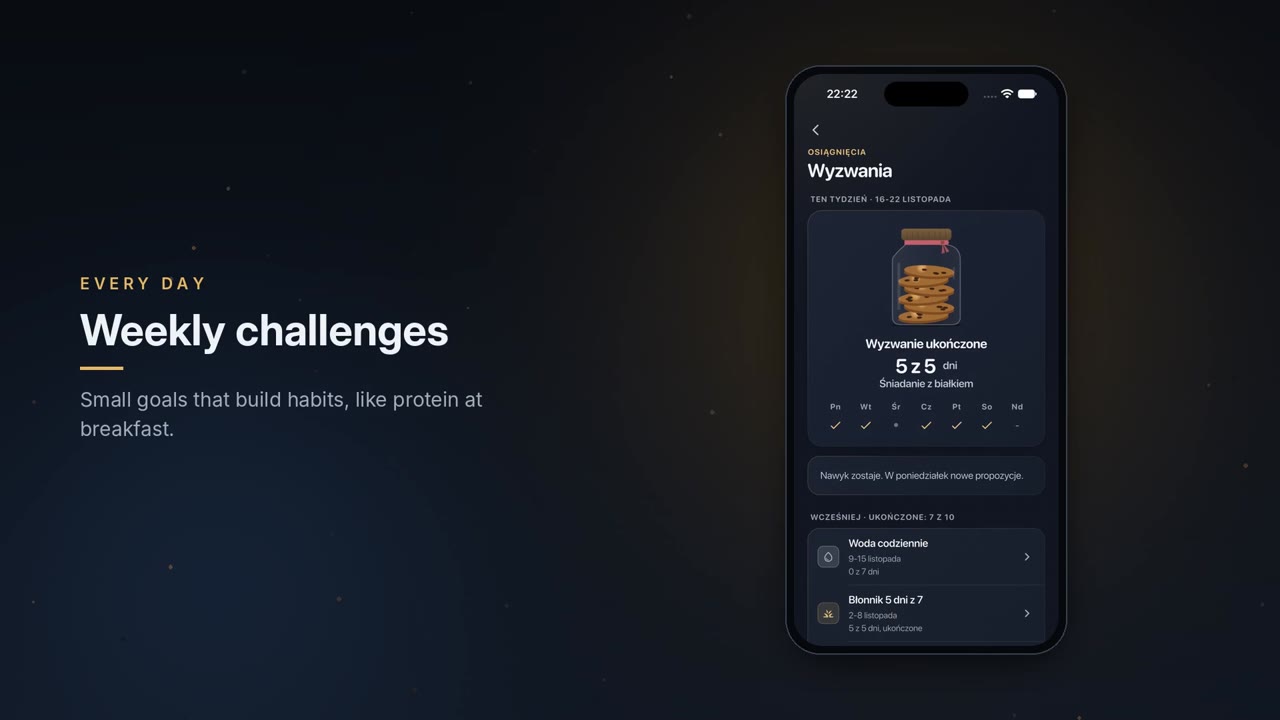 EVERY DAY
Weekly challenges
Small goals that build habits, like protein at
breakfast.
22:22
OSIĄGNIĘCIA
Wyzwania
TEN TYDZIEŃ · 16-22 LISTOPADA
Wyzwanie ukończone
5 z 5 dni
Śniadanie z białkiem
Pn Wt Śr Cz Pt So Nd
Nawyk zostaje. W poniedziałek nowe propozycje.
WCZEŚNIEJ · UKOŃCZONE: 7 Z 10
Woda codziennie
9-15 listopada
0 z 7 dni
Błonnik 5 dni z 7
2-8 listopada
5 z 5 dni, ukończone